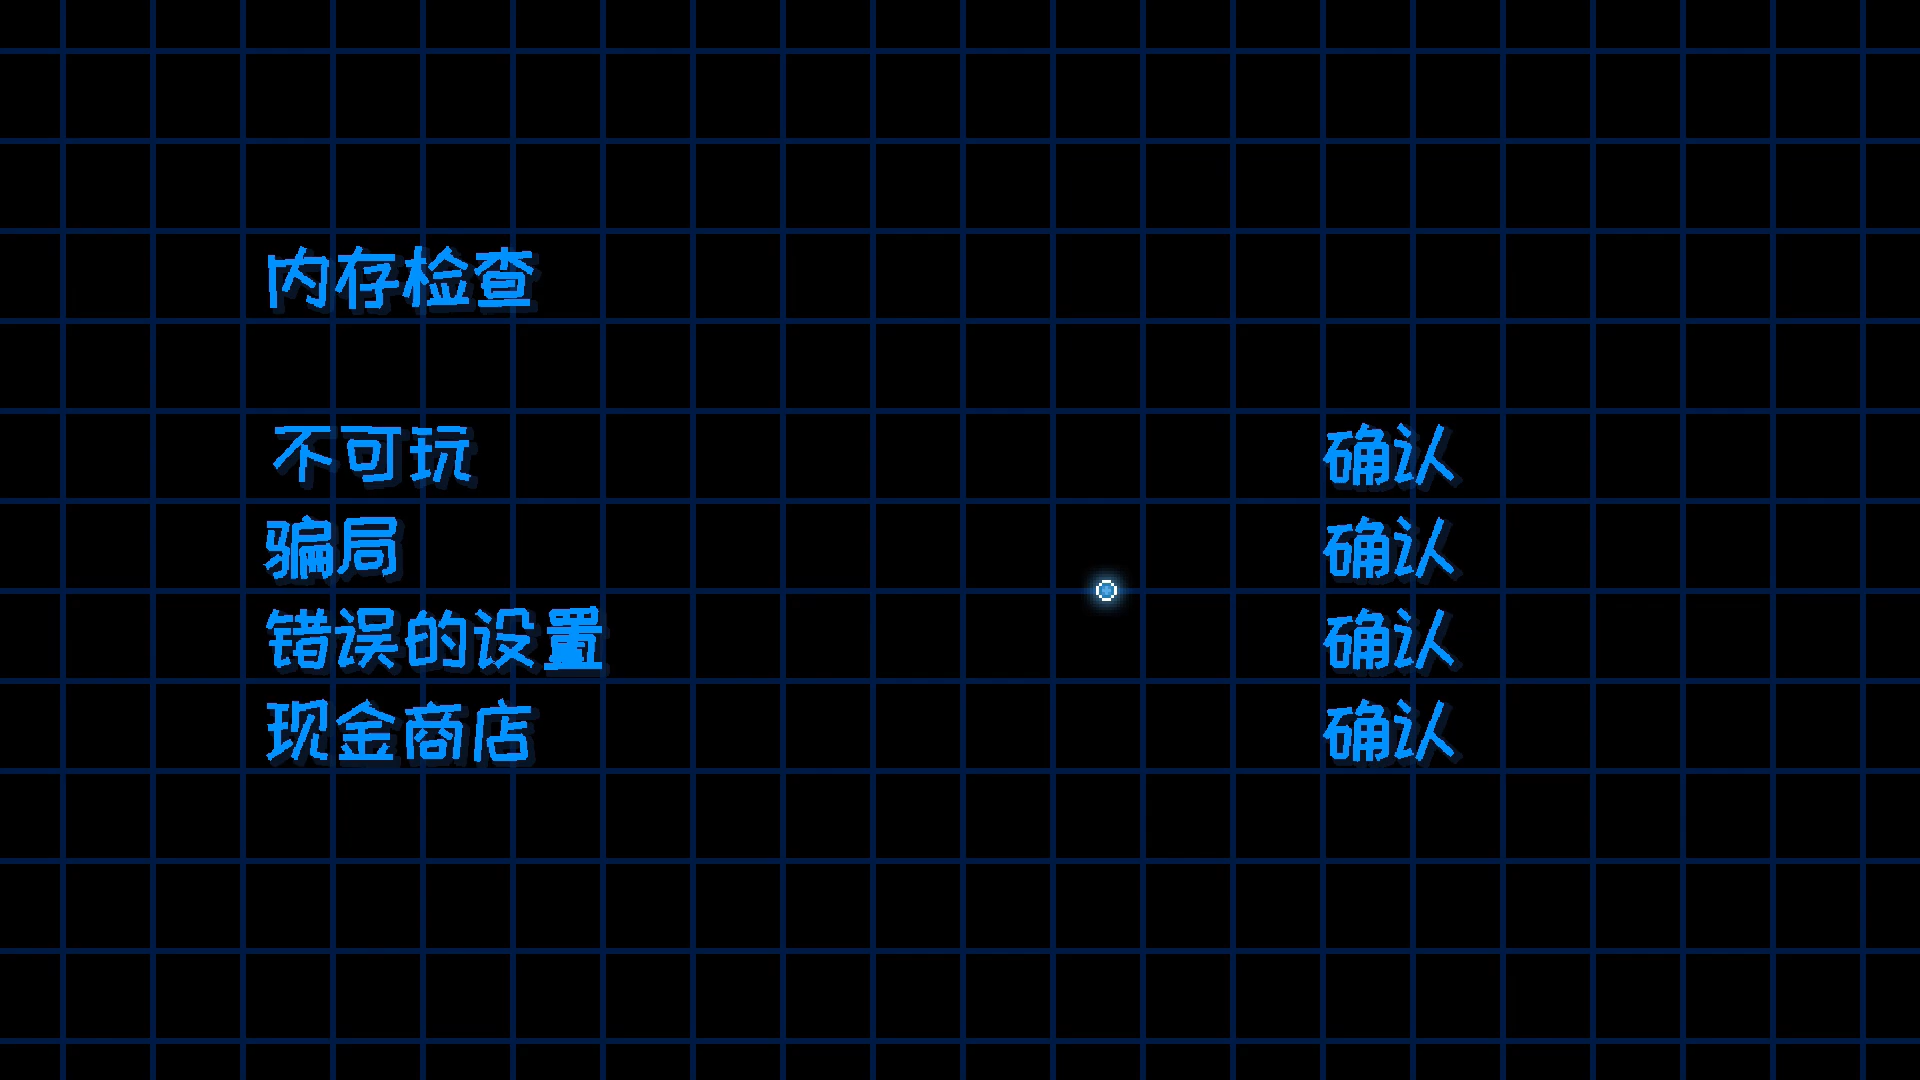 内存检查
不可玩 确认
骗局 确认
错误的设置 确认
现金商店 确认